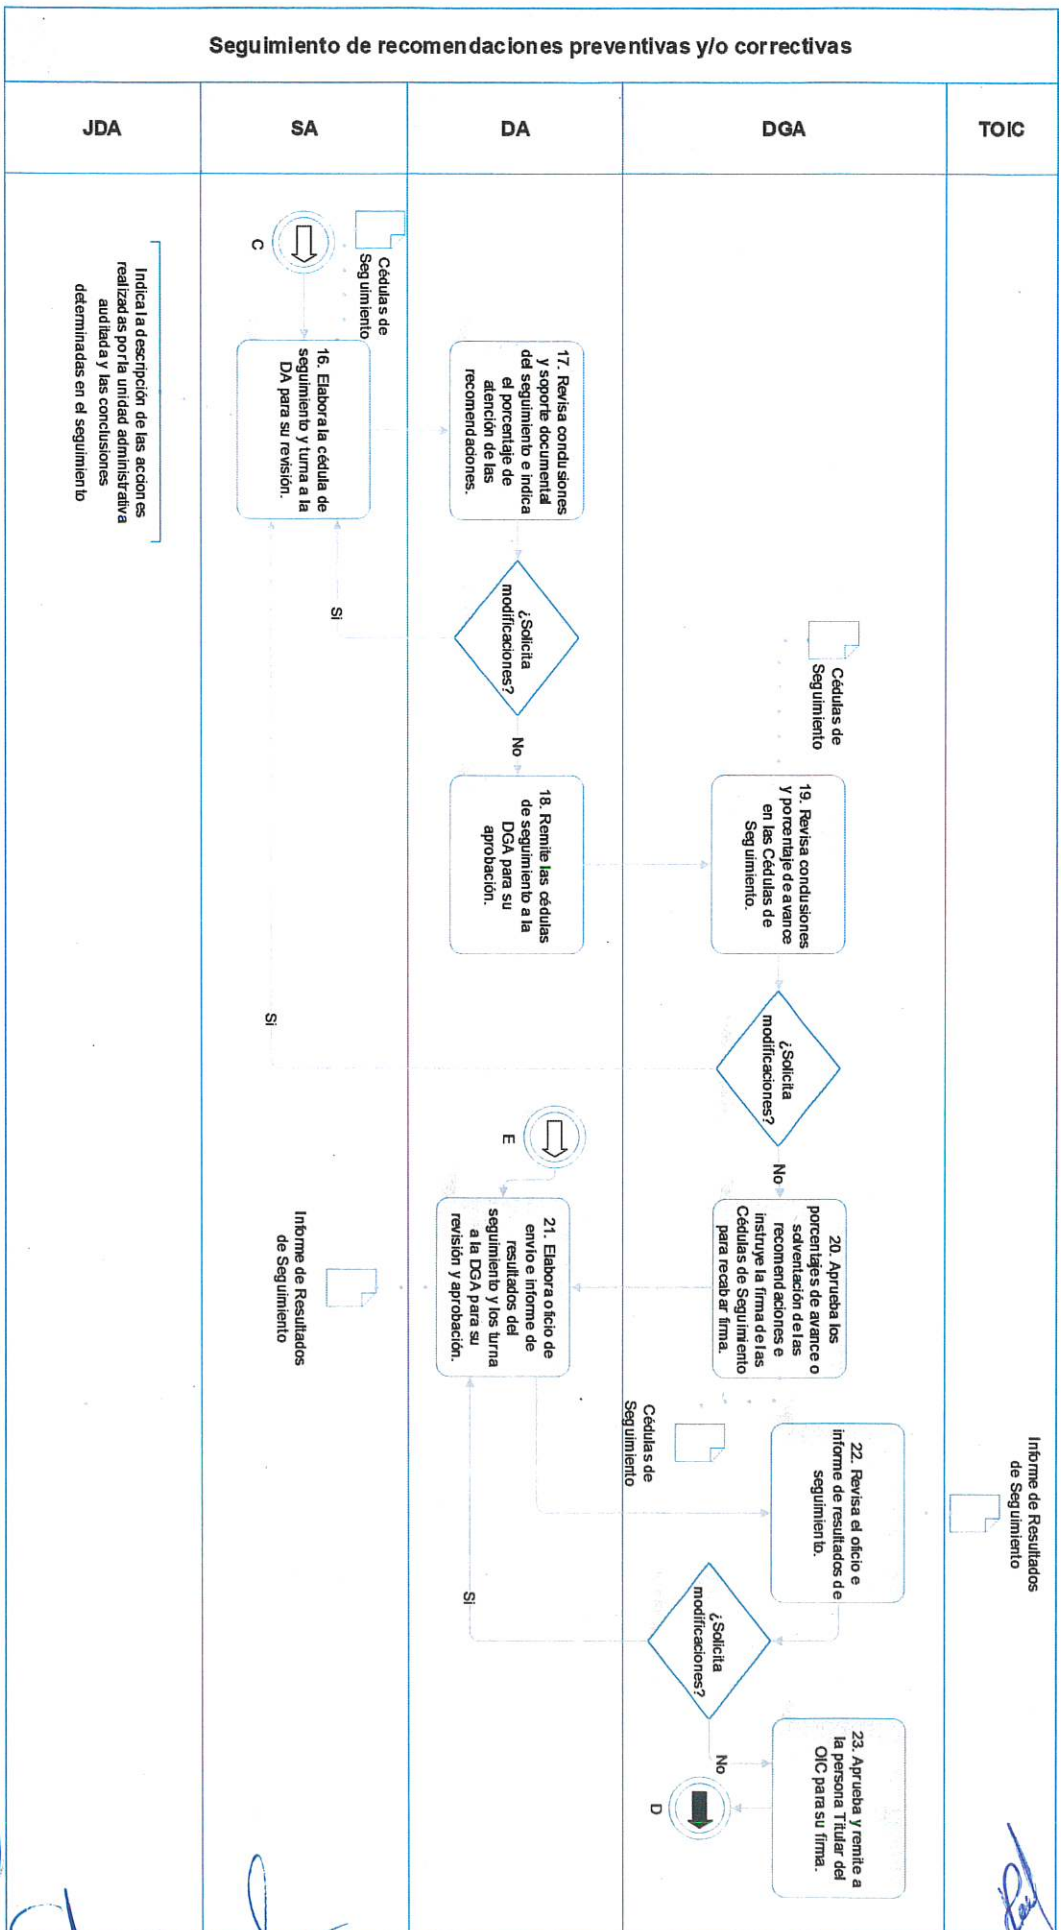 Seguimiento de recomendaciones preventivas y/o correctivas
JDA
SA
DA
DGA
TOIC
Cédulas de
Seguimiento
C
16. Elabora la cédula de
seguimiento y turna a la
DA para su revisión.
Indica la descripción de las acciones
realizadas por la unidad administrativa
auditada y las conclusiones
determinadas en el seguimiento
17. Revisa conclusiones
y soporte documental
del seguimiento e indica
el porcentaje de
atención de las
recomendaciones.
¿Solicita
modificaciones?
Si
No
18. Remite las cédulas
de seguimiento a la
DGA para su
aprobación.
Cédulas de
Seguimiento
19. Revisa conclusiones
y porcentaje de avance
en las Cédulas de
Seguimiento.
¿Solicita
modificaciones?
Si
No
20. Aprueba los
porcentajes de avance o
solventación de las
recomendaciones e
instruye la firma de las
Cédulas de Seguimiento
para recabar firma.
Cédulas de
Seguimiento
E
21. Elabora oficio de
envío e informe de
resultados del
seguimiento y los turna
a la DGA para su
revisión y aprobación.
Informe de Resultados
de Seguimiento
22. Revisa el oficio e
informe de resultados de
seguimiento.
Informe de Resultados
de Seguimiento
¿Solicita
modificaciones?
Si
No
23. Aprueba y remite a
la persona Titular del
OIC para su firma.
D